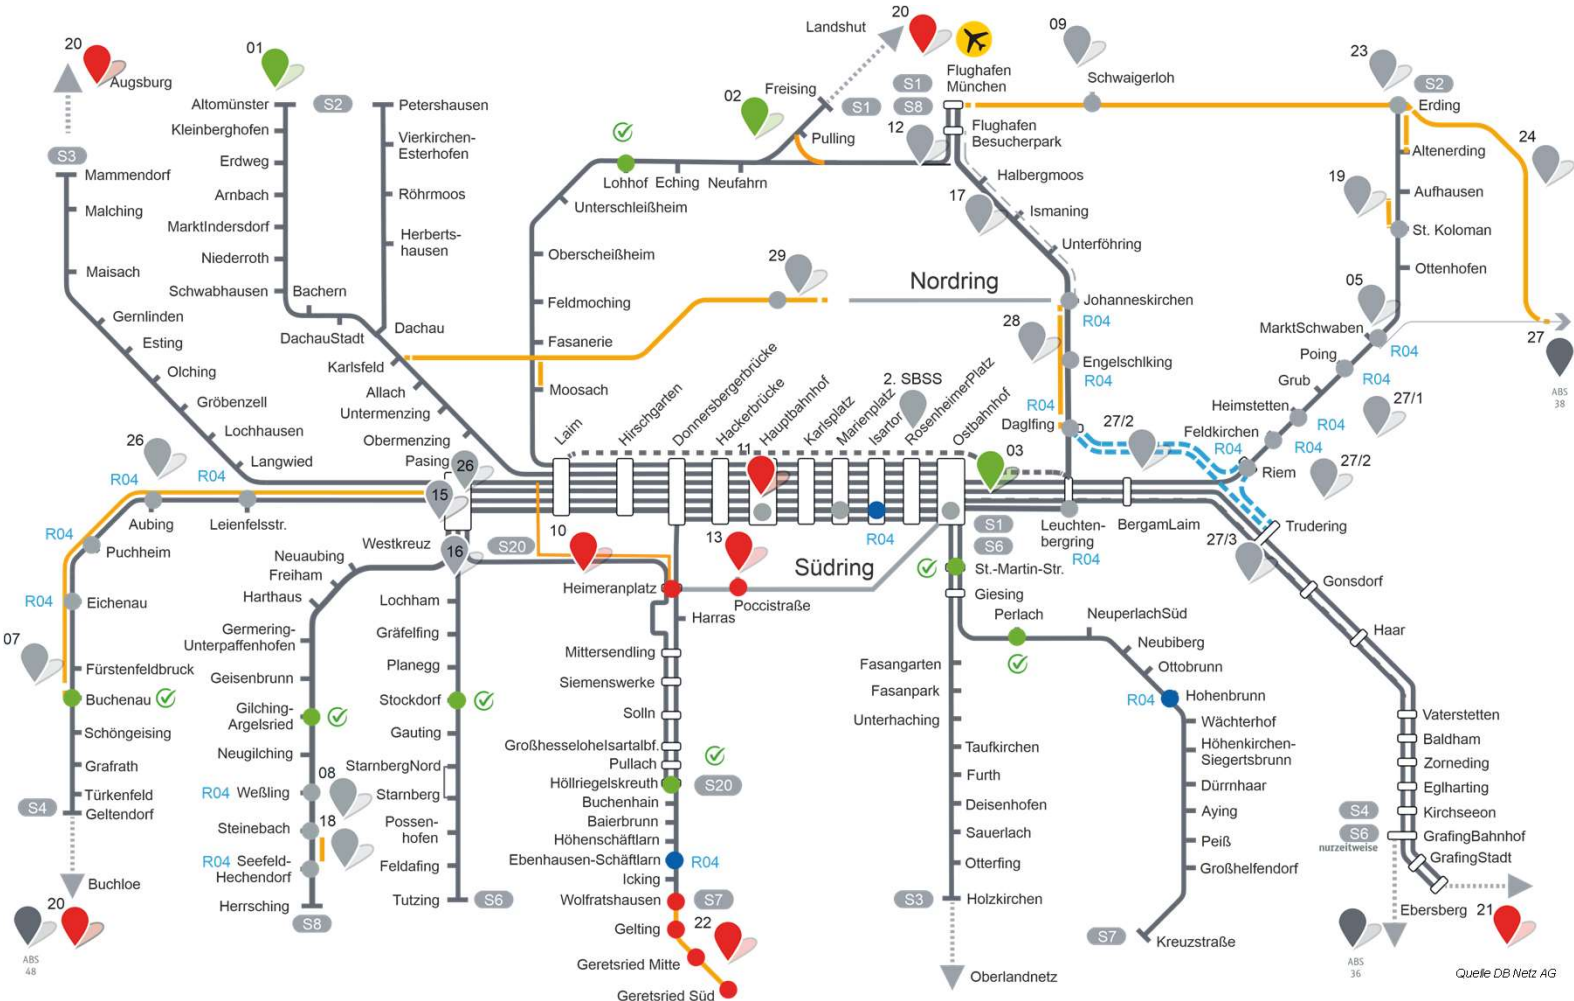 20
Augsburg
S3
Mammendorf
Malching
Maisach
Gernlinden
Esting
Olching
Gröbenzell
Lochhausen
Langwied
01
Altomünster
S2
Kleinberghofen
Erdweg
Arnbach
MarktIndersdorf
Niederroth
Schwabhausen
Bachern
DachauStadt
Petershausen
Vierkirchen-
Esterhofen
Röhrmoos
Herberts-
hausen
Dachau
Karlsfeld
Allach
Untermenzing
Obermenzing
Pasing
Landshut
20
Freising
S1
02
Pulling
Lohhof
Eching
Neufahrn
Unterschleißheim
Oberscheißheim
Feldmoching
Fasanerie
Moosach
S1
S8
Flughafen
München
12
Flughafen
Besucherpark
Halbergmoos
17
Ismaning
Unterföhring
Johanneskirchen
R04
28
Engelschlking
R04
R04
Daglfing
29
Nordring
09
Schwaigerloh
23
S2
Erding
24
Altenerding
19
Aufhausen
St. Koloman
Ottenhofen
05
MarktSchwaben
R04
27
ABS
38
Poing
R04
Grub
27/1
Heimstetten
R04
Feldkirchen
R04
R04
Riem
27/2
27/2
Trudering
27/3
Laim
Hirschgarten
Donnersbergerbrücke
Hackerbrücke
Hauptbahnhof
Karlsplatz
Marienplatz
Isartor
RosenheimerPlatz
Ostbahnhof
2. SBSS
11
03
26
R04
R04
26
15
Aubing
Leienfelsstr.
R04
Puchheim
R04
Eichenau
07
Fürstenfeldbruck
Buchenau
Schöngeising
Grafrath
Türkenfeld
S4
Geltendorf
Buchloe
20
ABS
48
Westkreuz
16
S20
Neuaubing
Freiham
Harthaus
Germering-
Unterpaffenhofen
Geisenbrunn
Gilching-
Argelsried
Neugilching
08
R04 Weßling
18
Steinebach
R04 Seefeld-
Hechendorf
Herrsching
S8
Lochham
Gräfelfing
Planegg
Stockdorf
Gauting
StarnbergNord
Starnberg
Possen-
hofen
Feldafing
Tutzing
S6
10
Heimeranplatz
13
Poccistraße
Südring
Harras
Mittersendling
Siemenswerke
Solln
Großhesselohelsartalbf.
Pullach
Höllriegelskreuth
S20
Buchenhain
Baierbrunn
Höhenschäftlarn
Ebenhausen-Schäftlarn
R04
Icking
Wolfratshausen
S7
Gelting
22
Geretsried Mitte
Geretsried Süd
R04
S1
S6
St.-Martin-Str.
Giesing
Leuchten-
bergring
R04
BergamLaim
Perlach
NeuperlachSüd
Neubiberg
Ottobrunn
R04
Hohenbrunn
Wächterhof
Höhenkirchen-
Siegertsbrunn
Dürrnhaar
Aying
Peiß
Großhelfendorf
S7
Kreuzstraße
Fasangarten
Fasanpark
Unterhaching
Taufkirchen
Furth
Deisenhofen
Sauerlach
Otterfing
S3
Holzkirchen
Oberlandnetz
Gonsdorf
Haar
Vaterstetten
Baldham
Zorneding
Eglharting
S4
Kirchseeon
S6
nurzeitweise
GrafingBahnhof
GrafingStadt
Ebersberg
21
ABS
36
Quelle DB Netz AG